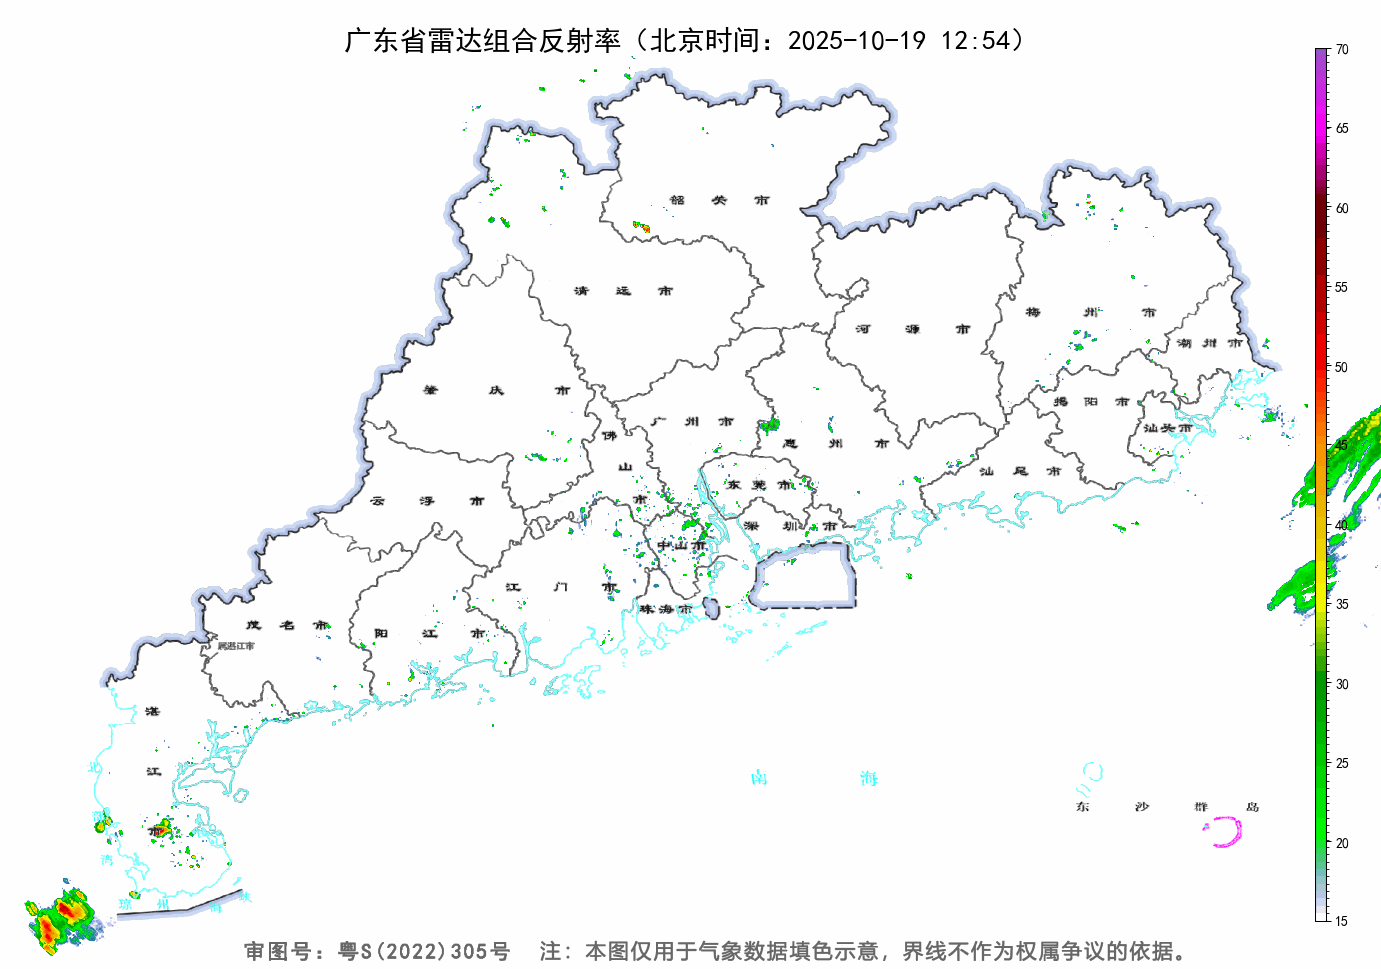 广东省雷达组合反射率（北京时间：2025-10-19 12:54）
70
65
60
55
50
45
40
35
30
25
20
15
韶关市
清远市
河源市
梅州市
潮州市
肇庆市
广州市
揭阳市
汕头市
佛山市
惠州市
汕尾市
东莞市
云浮市
深圳市
中山市
江门市
珠海市
茂名市
阳江市
属湛江市
湛江市
北部湾
南海
东沙群岛
琼州海峡
审图号：粤S(2022)305号 注：本图仅用于气象数据填色示意，界线不作为权属争议的依据。